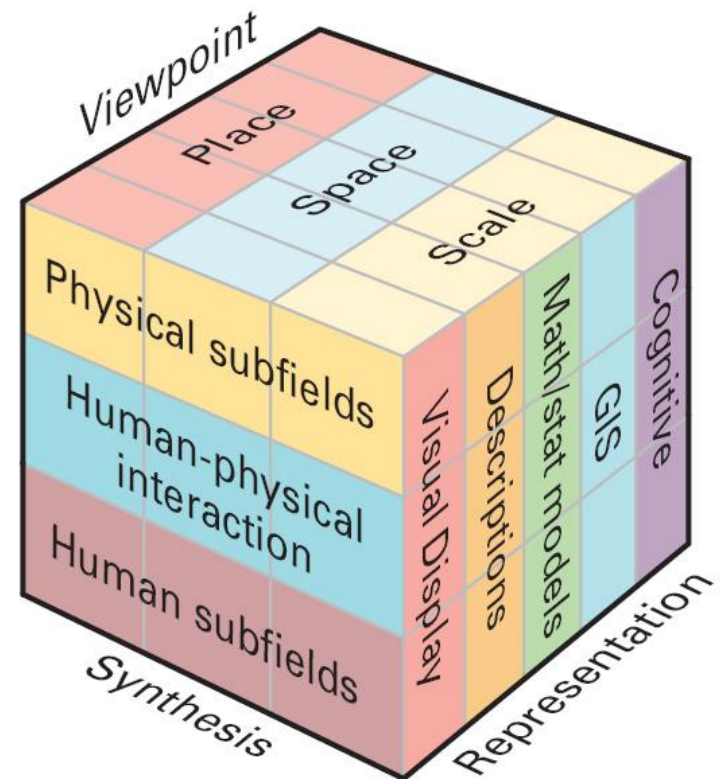 Viewpoint
Place
Space
Scale
Physical subfields
Human-physical
interaction
Human subfields
Synthesis
Visual Display
Descriptions
Math/stat models
GIS
Cognitive
Representation